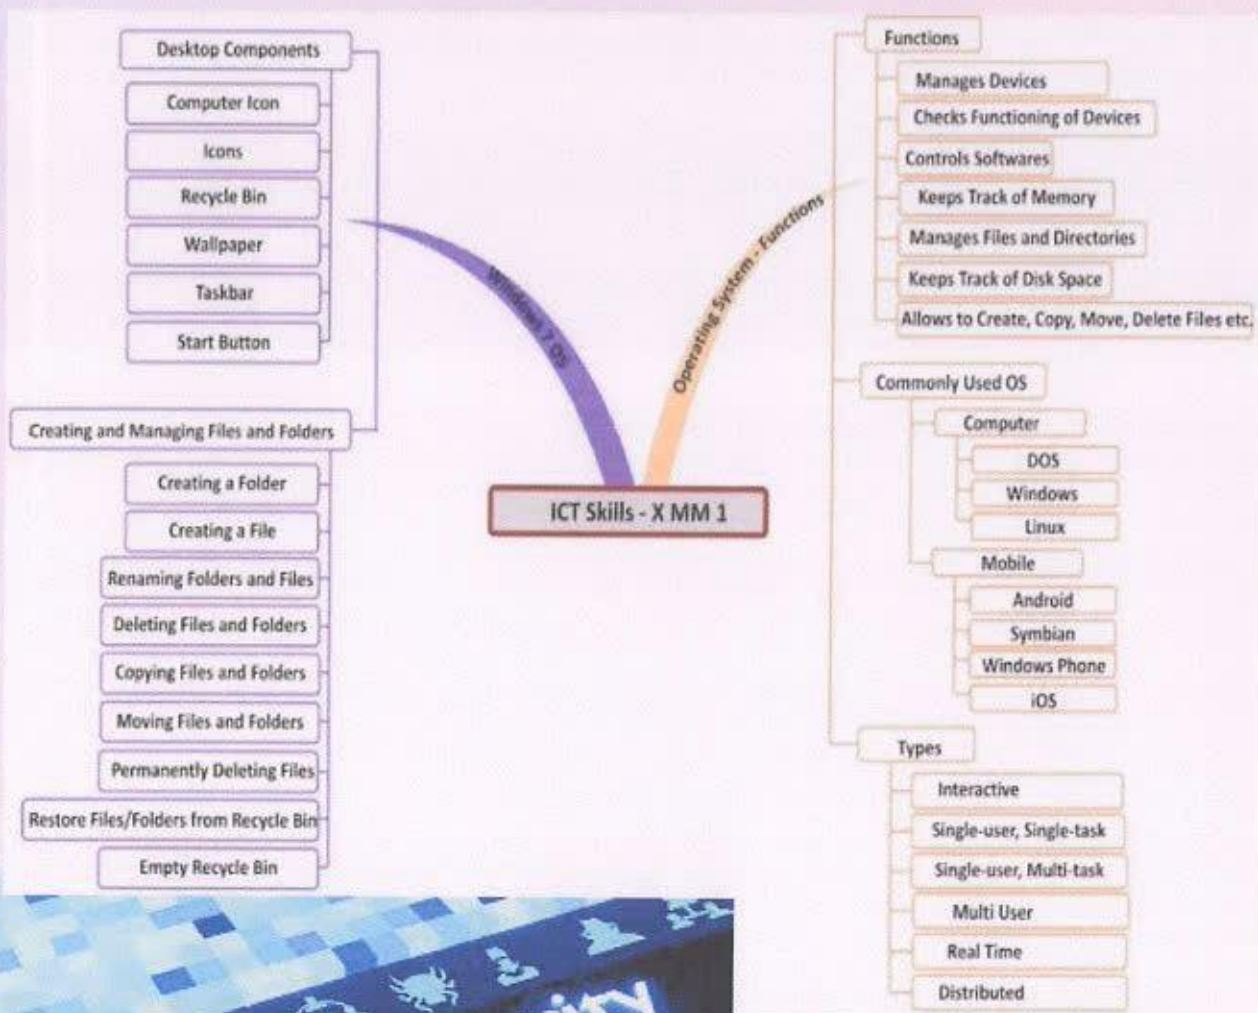 Desktop Components
Computer Icon
Icons
Recycle Bin
Wallpaper
Taskbar
Start Button
Creating and Managing Files and Folders
Creating a Folder
Creating a File
Renaming Folders and Files
Deleting Files and Folders
Copying Files and Folders
Moving Files and Folders
Permanently Deleting Files
Restore Files/Folders from Recycle Bin
Empty Recycle Bin
Windows 7 OS
ICT Skills - X MM 1
Operating System - Functions
Functions
Manages Devices
Checks Functioning of Devices
Controls Softwares
Keeps Track of Memory
Manages Files and Directories
Keeps Track of Disk Space
Allows to Create, Copy, Move, Delete Files etc.
Commonly Used OS
Computer
DOS
Windows
Linux
Mobile
Android
Symbian
Windows Phone
iOS
Types
Interactive
Single-user, Single-task
Single-user, Multi-task
Multi User
Real Time
Distributed